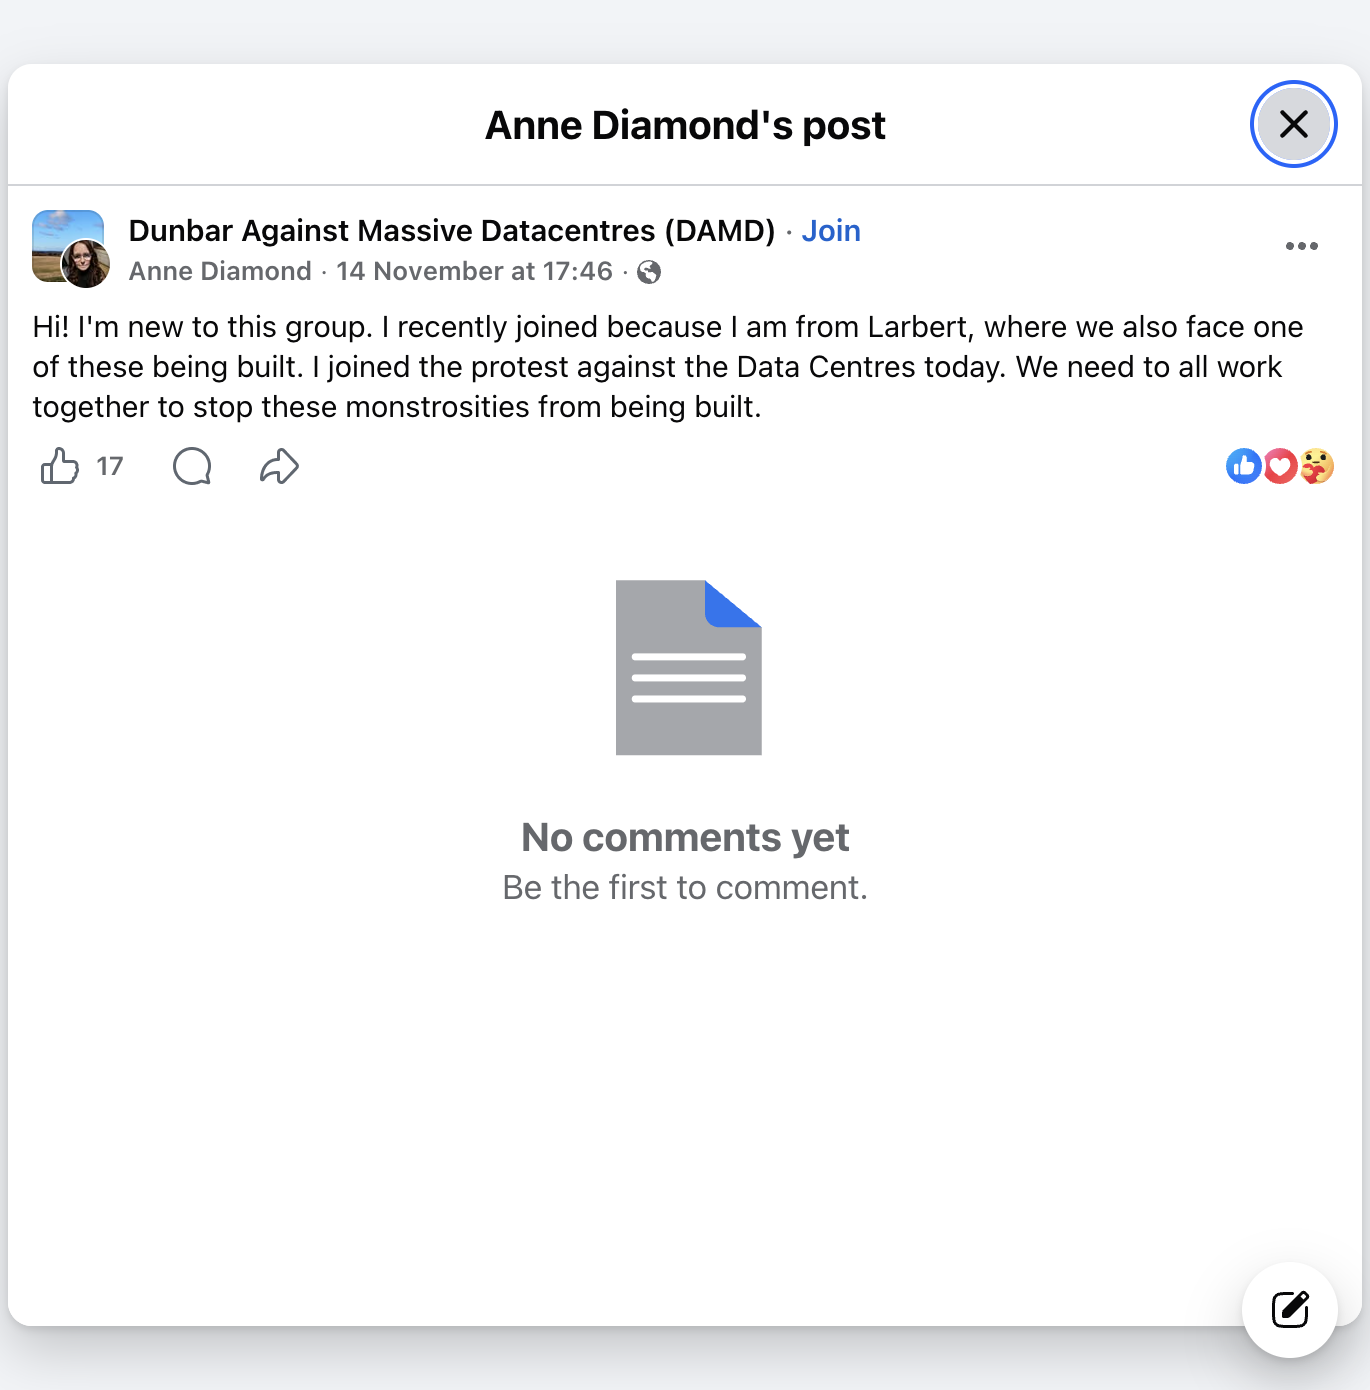 Anne Diamond's post
Dunbar Against Massive Datacentres (DAMD) · Join
Anne Diamond · 14 November at 17:46 ·
Hi! I'm new to this group. I recently joined because I am from Larbert, where we also face one
of these being built. I joined the protest against the Data Centres today. We need to all work
together to stop these monstrosities from being built.
17
No comments yet
Be the first to comment.